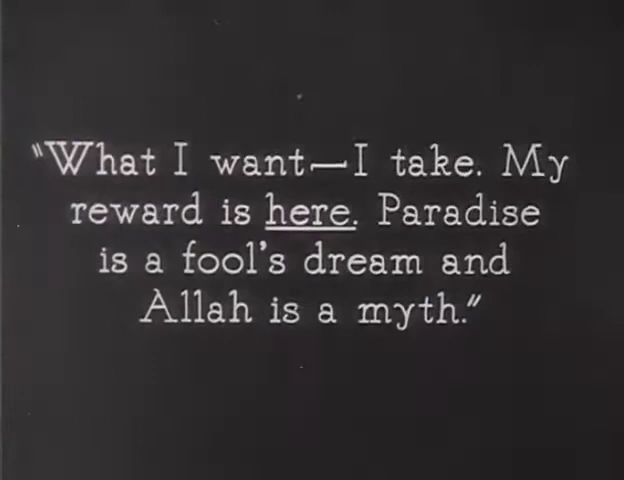 "What I want—I take. My
reward is here. Paradise
is a fool's dream and
Allah is a myth."